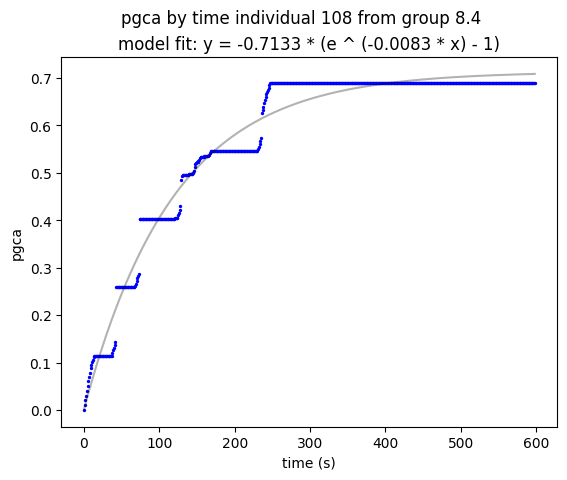 pgca by time individual 108 from group 8.4
model fit: y = -0.7133 * (e ^ (-0.0083 * x) - 1)
0.7
0.6
0.5
0.4
0.3
0.2
0.1
0.0
pgca
0 100 200 300 400 500 600
time (s)